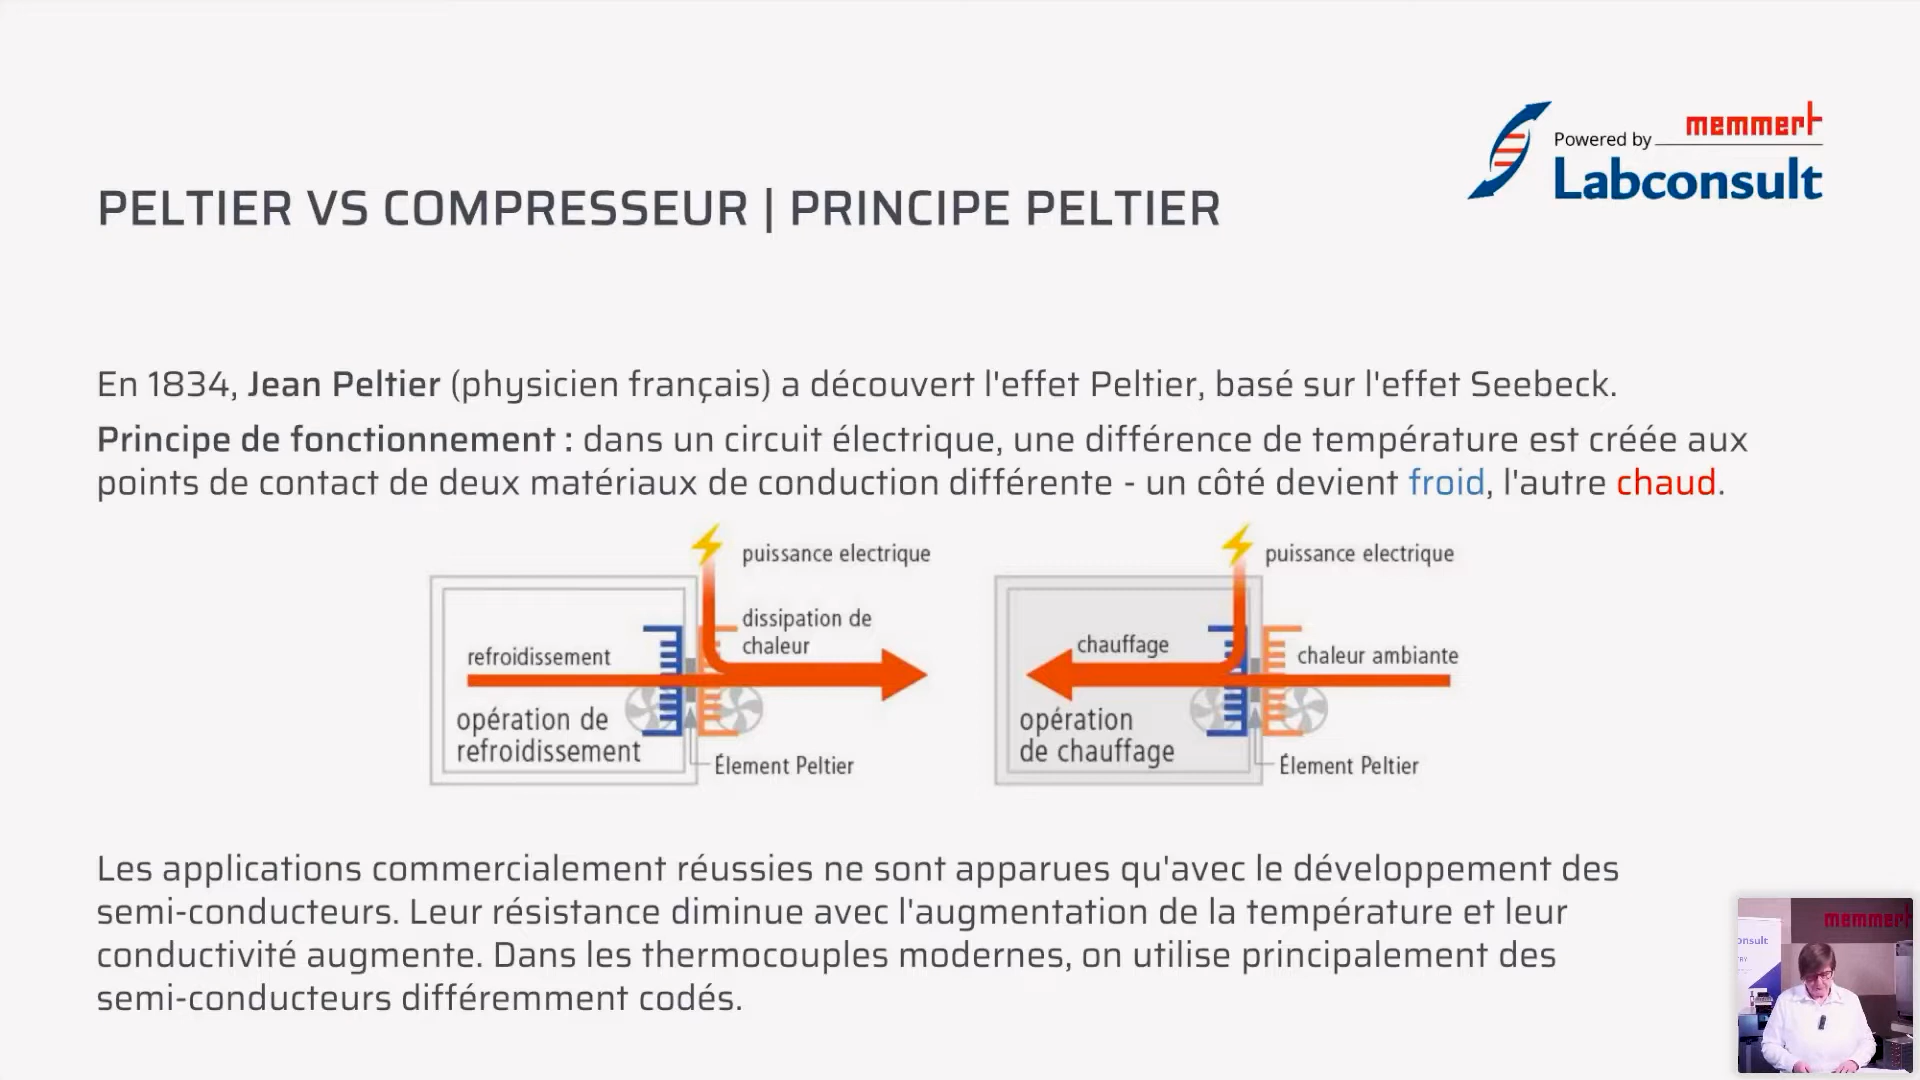 memmert
Powered by
Labconsult
PELTIER VS COMPRESSEUR | PRINCIPE PELTIER
En 1834, Jean Peltier (physicien français) a découvert l'effet Peltier, basé sur l'effet Seebeck.
Principe de fonctionnement : dans un circuit électrique, une différence de température est créée aux
points de contact de deux matériaux de conduction différente - un côté devient froid, l'autre chaud.
puissance electrique
dissipation de
chaleur
refroidissement
opération de
refroidissement
Élement Peltier
puissance electrique
chauffage
chaleur ambiante
opération
de chauffage
Élement Peltier
Les applications commercialement réussies ne sont apparues qu'avec le développement des
semi-conducteurs. Leur résistance diminue avec l'augmentation de la température et leur
conductivité augmente. Dans les thermocouples modernes, on utilise principalement des
semi-conducteurs différemment codés.
memmert
onsult